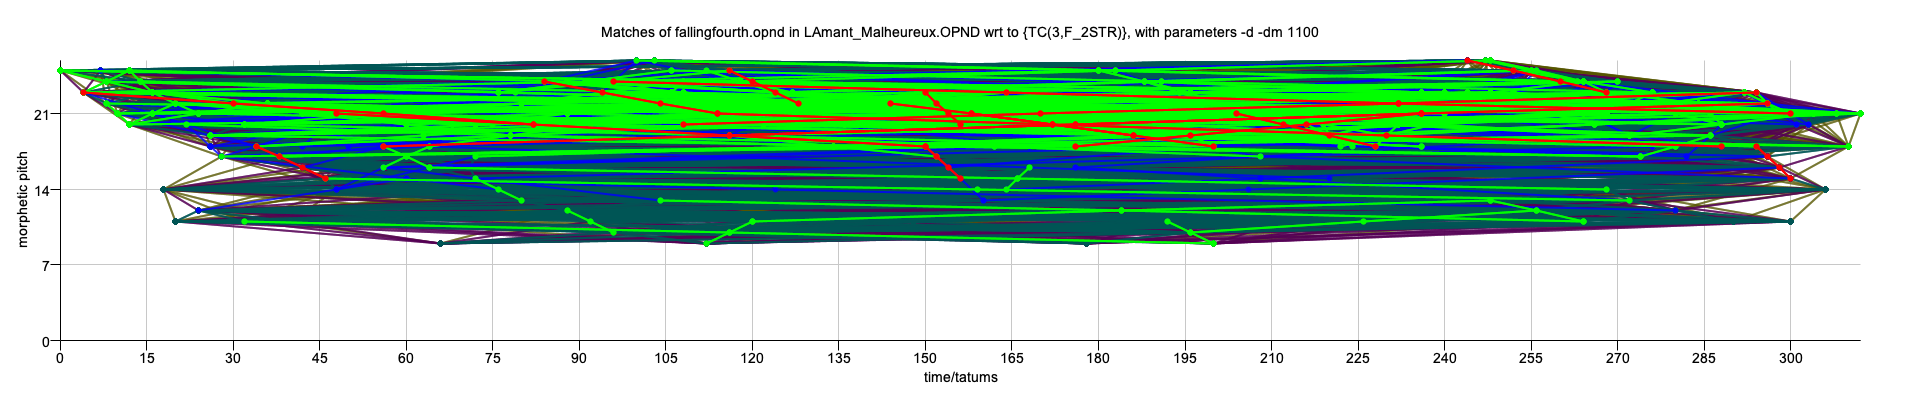 Matches of fallingfourth.opnd in LAmant_Malheureux.OPND wrt to {TC(3,F_2STR)}, with parameters -d -dm 1100
morphetic pitch
21
14
7
0
0 15 30 45 60 75 90 105 120 135 150 165 180 195 210 225 240 255 270 285 300
time/tatums